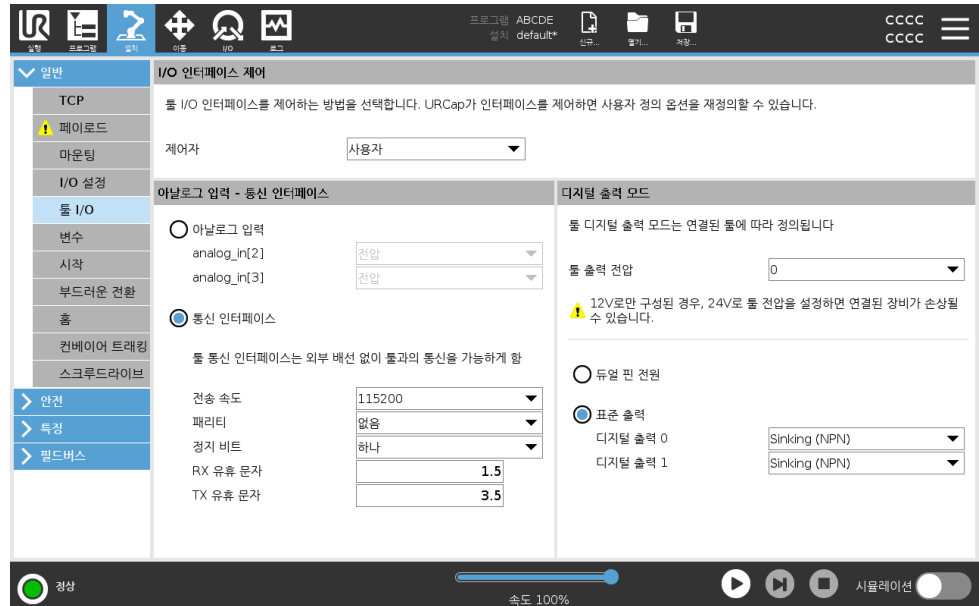 프로그램 ABCDE
설치 default*
CCCC
CCCC
UR
실행
프로그램
설치
이동
I/O
로그
신규...
열기...
저장...
일반
TCP
페이로드
마운팅
I/O 설정
툴 I/O
변수
시작
부드러운 전환
홈
컨베이어 트래킹
스크루드라이브
안전
특징
필드버스
I/O 인터페이스 제어
툴 I/O 인터페이스를 제어하는 방법을 선택합니다. URCap가 인터페이스를 제어하면 사용자 정의 옵션을 재정의할 수 있습니다.
제어자 사용자
아날로그 입력 - 통신 인터페이스
아날로그 입력
analog_in[2] 전압
analog_in[3] 전압
통신 인터페이스
툴 통신 인터페이스는 외부 배선 없이 툴과의 통신을 가능하게 함
전송 속도 115200
패리티 없음
정지 비트 하나
RX 유휴 문자 1.5
TX 유휴 문자 3.5
디지털 출력 모드
툴 디지털 출력 모드는 연결된 툴에 따라 정의됩니다
툴 출력 전압 0
12V로만 구성된 경우, 24V로 툴 전압을 설정하면 연결된 장비가 손상될
수 있습니다.
듀얼 핀 전원
표준 출력
디지털 출력 0 Sinking (NPN)
디지털 출력 1 Sinking (NPN)
정상
속도 100%
시뮬레이션